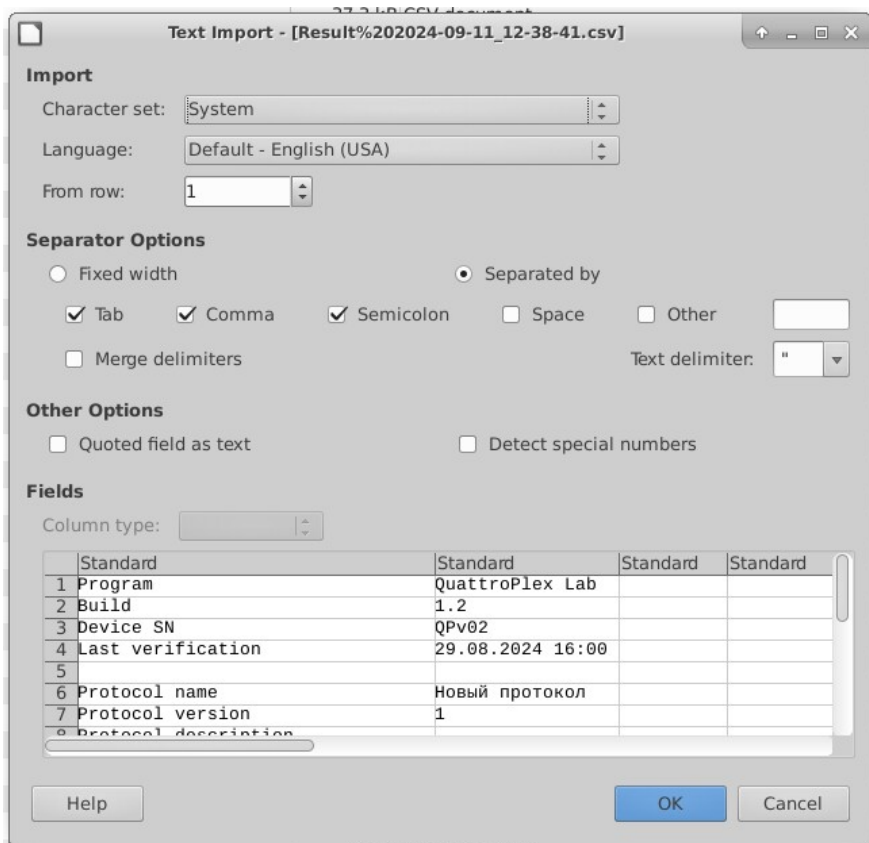 Text Import - [Result%202024-09-11_12-38-41.csv]
Import
Character set: System
Language: Default - English (USA)
From row: 1
Separator Options
Fixed width Separated by
Tab Comma Semicolon Space Other
Merge delimiters Text delimiter: "
Other Options
Quoted field as text Detect special numbers
Fields
Column type:
Standard Standard Standard Standard
1 Program QuattroPlex Lab
2 Build 1.2
3 Device SN QPv02
4 Last verification 29.08.2024 16:00
5
6 Protocol name Новый протокол
7 Protocol version 1
8 Protocol description
Help OK Cancel